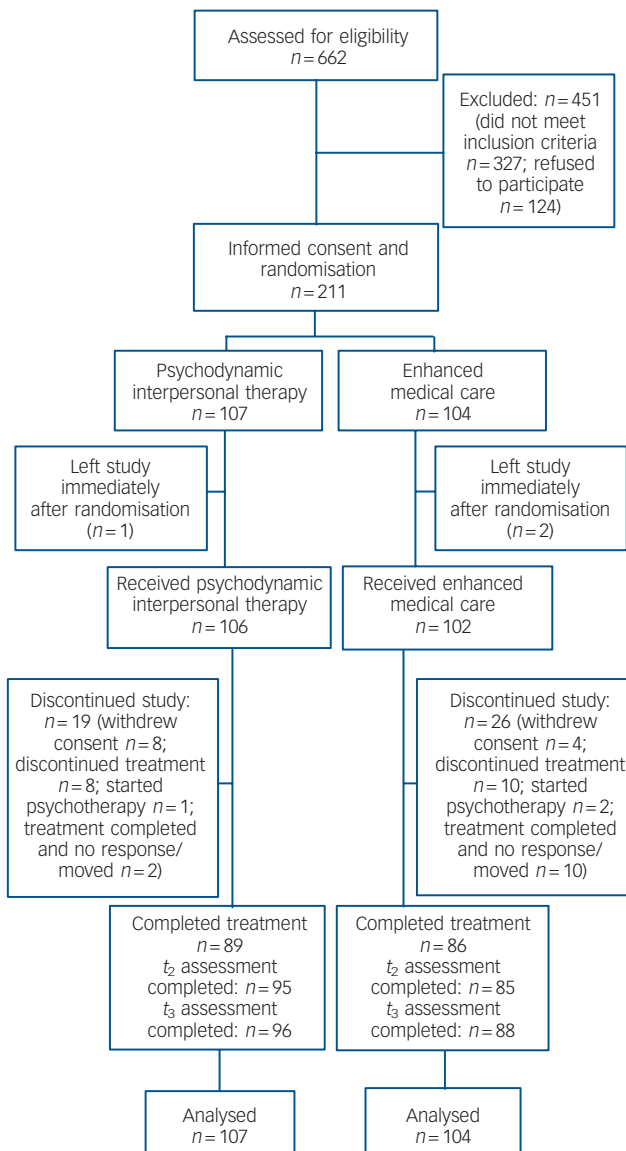 Assessed for eligibility
n=662
Excluded: n=451
(did not meet
inclusion criteria
n=327; refused
to participate
n=124)
Informed consent and
randomisation
n=211
Psychodynamic
interpersonal therapy
n=107
Enhanced
medical care
n=104
Left study
immediately
after randomisation
(n=1)
Left study
immediately
after randomisation
(n=2)
Received psychodynamic
interpersonal therapy
n=106
Received enhanced
medical care
n=102
Discontinued study:
n=19 (withdrew
consent n=8;
discontinued treatment
n=8; started
psychotherapy n=1;
treatment completed
and no response/
moved n=2)
Discontinued study:
n=26 (withdrew
consent n=4;
discontinued treatment
n=10; started
psychotherapy n=2;
treatment completed
and no response/
moved n=10)
Completed treatment
n=89
t2 assessment
completed: n=95
t3 assessment
completed: n=96
Completed treatment
n=86
t2 assessment
completed: n=85
t3 assessment
completed: n=88
Analysed
n=107
Analysed
n=104